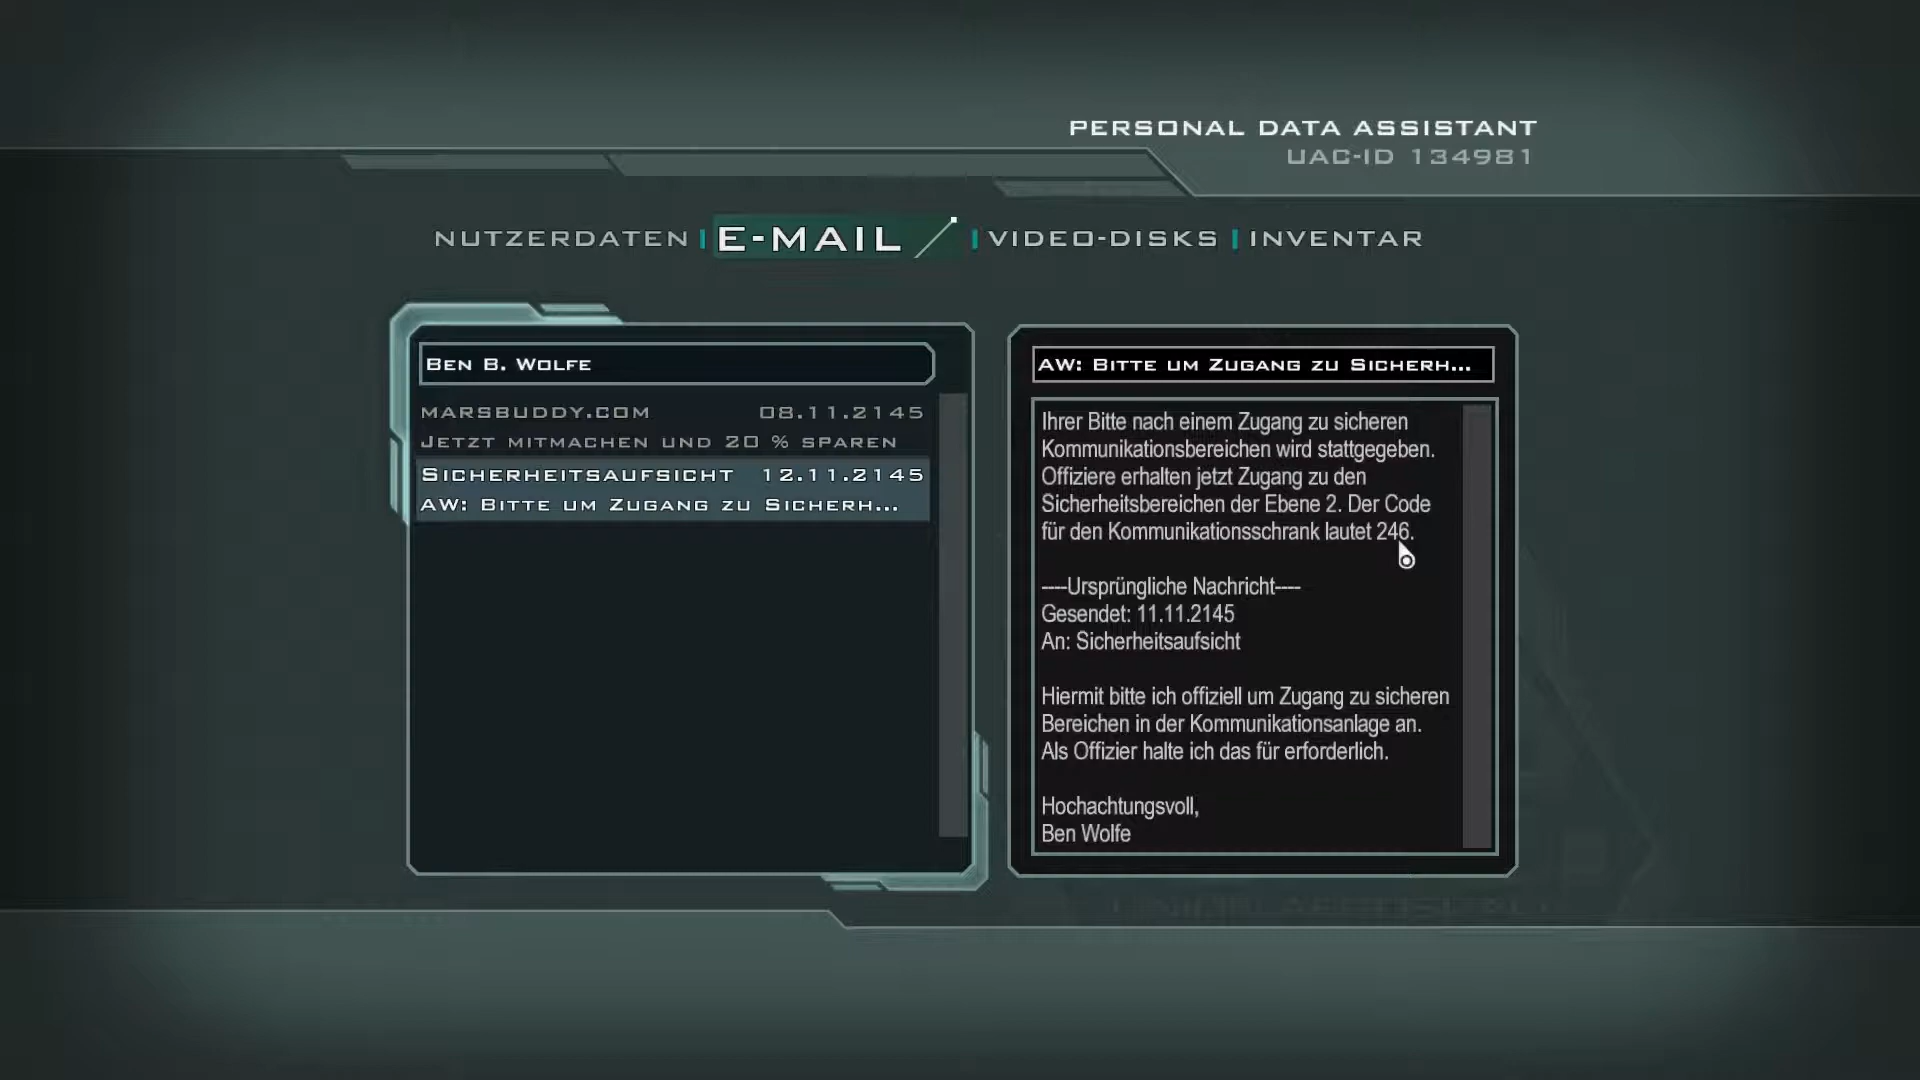 PERSONAL DATA ASSISTANT
UAC-ID 134981
NUTZERDATEN
E-MAIL
VIDEO-DISKS
INVENTAR
BEN B. WOLFE
MARSBUDDY.COM 08.11.2145
JETZT MITMACHEN UND 20 % SPAREN
SICHERHEITSAUFSICHT 12.11.2145
AW: BITTE UM ZUGANG ZU SICHERH...
AW: BITTE UM ZUGANG ZU SICHERH...
Ihrer Bitte nach einem Zugang zu sicheren
Kommunikationsbereichen wird stattgegeben.
Offiziere erhalten jetzt Zugang zu den
Sicherheitsbereichen der Ebene 2. Der Code
für den Kommunikationsschrank lautet 246.
----Ursprüngliche Nachricht----
Gesendet: 11.11.2145
An: Sicherheitsaufsicht
Hiermit bitte ich offiziell um Zugang zu sicheren
Bereichen in der Kommunikationsanlage an.
Als Offizier halte ich das für erforderlich.
Hochachtungsvoll,
Ben Wolfe